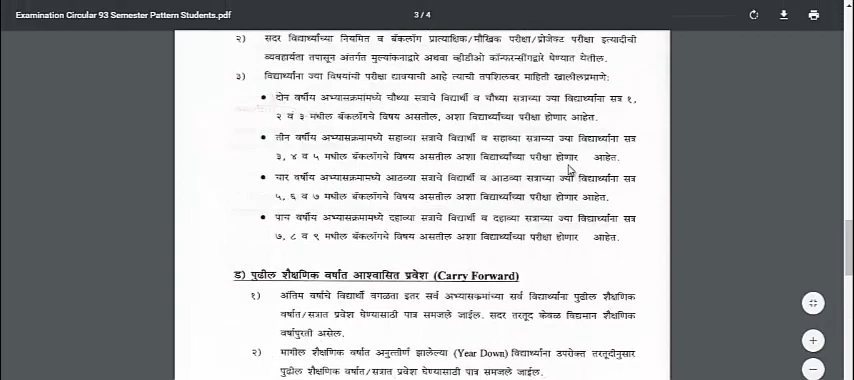 Examination Circular 93 Semester Pattern Students.pdf
3 / 4
२) सदर विद्यार्थ्यांच्या नियमित व बॅकलॉग प्रात्यक्षिक/मौखिक परीक्षा/प्रोजेक्ट परीक्षा इत्यादीची
व्यवहार्यता तपासून अंतर्गत मुल्यांकनाद्वारे अथवा व्हीडीओ कॉन्फरन्सींगद्वारे घेण्यात येतील.
३) विद्यार्थ्यांना ज्या विषयांची परीक्षा द्यावयाची आहे त्याची तपशिलवार माहिती खालीलप्रमाणे:
• दोन वर्षीय अभ्यासक्रमांमध्ये चौथ्या सत्राचे विद्यार्थी व चौथ्या सत्राच्या ज्या विद्यार्थ्यांना सत्र १,
२ व ३ मधील बॅकलॉगचे विषय असतील, अशा विद्यार्थ्यांच्या परीक्षा होणार आहेत.
• तीन वर्षीय अभ्यासक्रमामध्ये सहाव्या सत्राचे विद्यार्थी व सहाव्या सत्राच्या ज्या विद्यार्थ्यांना सत्र
३, ४ व ५ मधील बॅकलॉगचे विषय असतील अशा विद्यार्थ्यांच्या परीक्षा होणार आहेत.
• चार वर्षीय अभ्यासक्रमामध्ये आठव्या सत्राचे विद्यार्थी व आठव्या सत्राच्या ज्या विद्यार्थ्यांना सत्र
५, ६ व ७ मधील बॅकलॉगचे विषय असतील अशा विद्यार्थ्यांच्या परीक्षा होणार आहेत.
• पाच वर्षीय अभ्यासक्रमामध्ये दहाव्या सत्राचे विद्यार्थी व दहाव्या सत्राच्या ज्या विद्यार्थ्यांना सत्र
७, ८ व ९ मधील बॅकलॉगचे विषय असतील अशा विद्यार्थ्यांच्या परीक्षा होणार आहेत.
ड) पुढील शैक्षणिक वर्षात आश्वासित प्रवेश (Carry Forward)
१) अंतिम वर्षाचे विद्यार्थी वगळता इतर सर्व अभ्यासक्रमांच्या सर्व विद्यार्थ्यांना पुढील शैक्षणिक
वर्षात/सत्रात प्रवेश घेण्यासाठी पात्र समजले जाईल. सदर तरतूद केवळ विद्यमान शैक्षणिक
वर्षापुरती असेल.
२) मागील शैक्षणिक वर्षात अनुत्तीर्ण झालेल्या (Year Down) विद्यार्थ्यांना उपरोक्त तरतूदीनुसार
पुढील शैक्षणिक वर्षात/सत्रात प्रवेश घेण्यासाठी पात्र समजले जाईल.